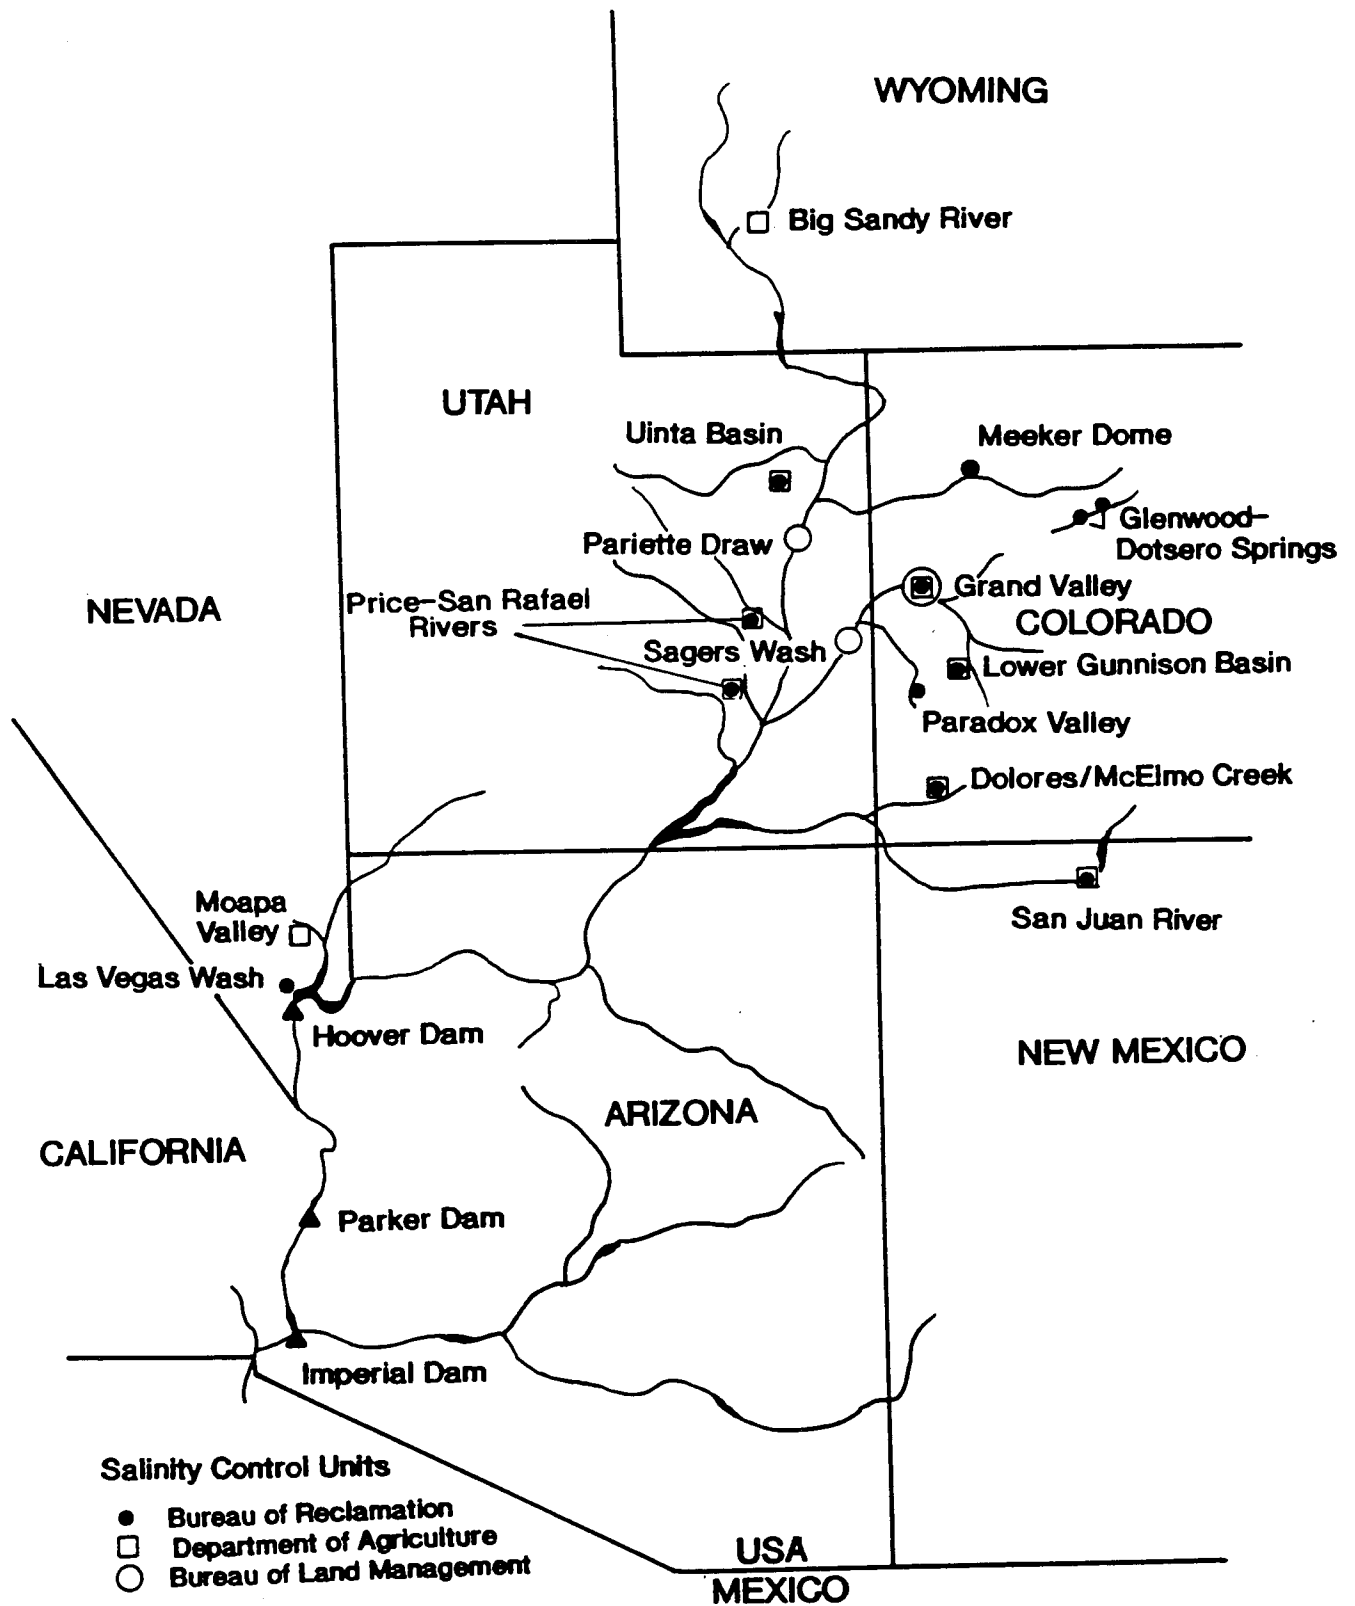 WYOMING
Big Sandy River
UTAH
Uinta Basin
Meeker Dome
Glenwood-
Dotsero Springs
Pariette Draw
Grand Valley
NEVADA
Price-San Rafael
Rivers
COLORADO
Sagers Wash
Lower Gunnison Basin
Paradox Valley
Dolores/McElmo Creek
Moapa
Valley
San Juan River
Las Vegas Wash
Hoover Dam
NEW MEXICO
ARIZONA
CALIFORNIA
Parker Dam
Imperial Dam
Salinity Control Units
Bureau of Reclamation
Department of Agriculture
Bureau of Land Management
USA
MEXICO